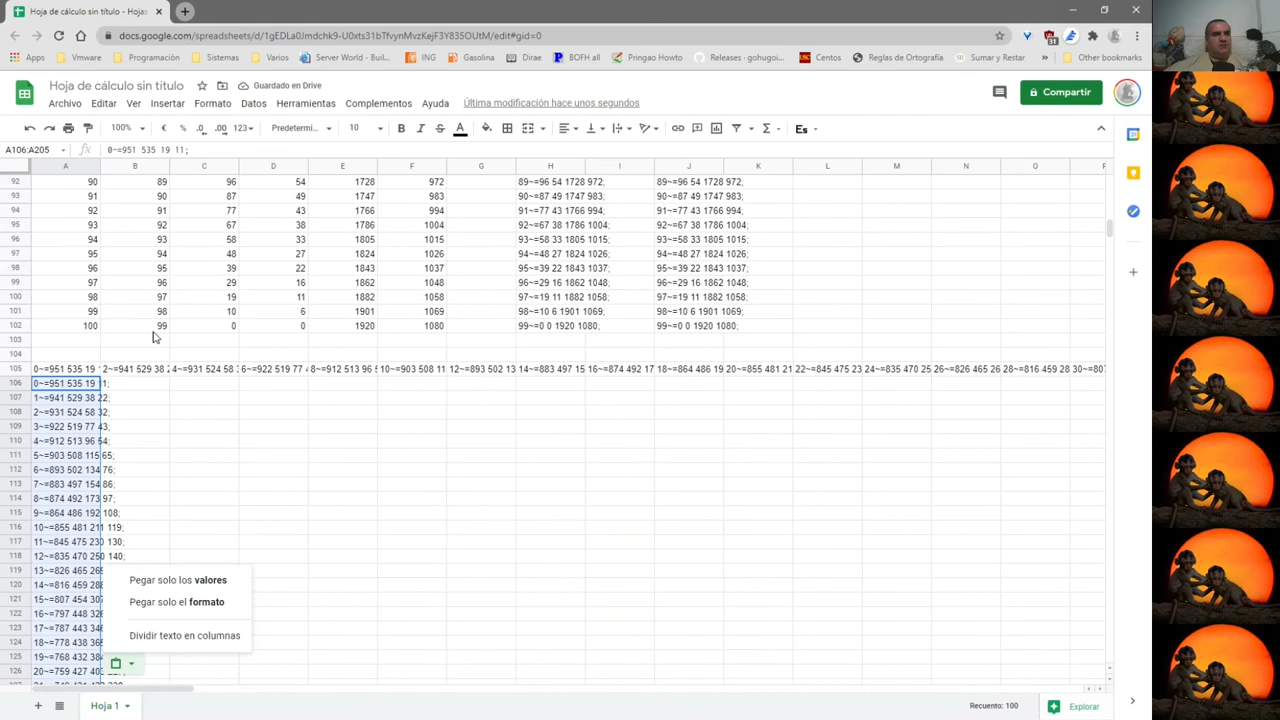 Hoja de cálculo sin título - Hojas
docs.google.com/spreadsheets/d/1gEDLa0Jmdchk9-U0xts31bTfvynMvzKejF3Y835OUtM/edit#gid=0
Apps Vmware Programación Sistemas Varios Server World - Buil... ING Gasolina Dirae BOFH all Pringao Howto Releases · gohugoi... Centos Reglas de Ortografía Sumar y Restar » Other bookmarks
Hoja de cálculo sin título Guardado en Drive
Archivo Editar Ver Insertar Formato Datos Herramientas Complementos Ayuda Última modificación hace unos segundos
Compartir
100% € % .0 .00 123 Predetermi... 10 B I S A Σ Es
A106:A205 fx 0~=951 535 19 11;
A B C D E F G H I J K L M N O
92 90 89 96 54 1728 972 89~=96 54 1728 972; 89~=96 54 1728 972;
93 91 90 87 49 1747 983 90~=87 49 1747 983; 90~=87 49 1747 983;
94 92 91 77 43 1766 994 91~=77 43 1766 994; 91~=77 43 1766 994;
95 93 92 67 38 1786 1004 92~=67 38 1786 1004; 92~=67 38 1786 1004;
96 94 93 58 33 1805 1015 93~=58 33 1805 1015; 93~=58 33 1805 1015;
97 95 94 48 27 1824 1026 94~=48 27 1824 1026; 94~=48 27 1824 1026;
98 96 95 39 22 1843 1037 95~=39 22 1843 1037; 95~=39 22 1843 1037;
99 97 96 29 16 1862 1048 96~=29 16 1862 1048; 96~=29 16 1862 1048;
100 98 97 19 11 1882 1058 97~=19 11 1882 1058; 97~=19 11 1882 1058;
101 99 98 10 6 1901 1069 98~=10 6 1901 1069; 98~=10 6 1901 1069;
102 100 99 0 0 1920 1080 99~=0 0 1920 1080; 99~=0 0 1920 1080;
103
104
105 0~=951 535 19 2~=941 529 38 4~=931 524 58 6~=922 519 77 8~=912 513 96 10~=903 508 11 12~=893 502 13 14~=883 497 15 16~=874 492 17 18~=864 486 19 20~=855 481 21 22~=845 475 23 24~=835 470 25 26~=826 465 26 28~=816 459 28 30~=807
106 0~=951 535 19 11;
107 1~=941 529 38 22;
108 2~=931 524 58 32;
109 3~=922 519 77 43;
110 4~=912 513 96 54;
111 5~=903 508 115 65;
112 6~=893 502 134 76;
113 7~=883 497 154 86;
114 8~=874 492 173 97;
115 9~=864 486 192 108;
116 10~=855 481 211 119;
117 11~=845 475 230 130;
118 12~=835 470 250 140;
119 13~=826 465 269
120 14~=816 459 288
121 15~=807 454 307
122 16~=797 448 326
123 17~=787 443 346
124 18~=778 438 365
125 19~=768 432 384
126 20~=759 427 403
Pegar solo los valores
Pegar solo el formato
Dividir texto en columnas
Hoja 1 Recuento: 100 Explorar